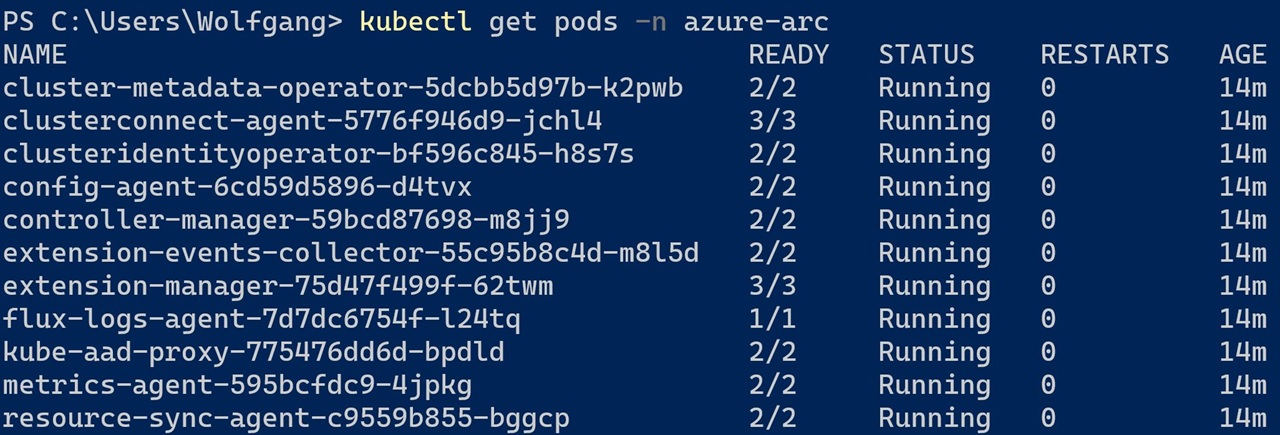 PS C:\Users\Wolfgang> kubectl get pods -n azure-arc
NAME READY STATUS RESTARTS AGE
cluster-metadata-operator-5dcbb5d97b-k2pwb 2/2 Running 0 14m
clusterconnect-agent-5776f946d9-jchl4 3/3 Running 0 14m
clusteridentityoperator-bf596c845-h8s7s 2/2 Running 0 14m
config-agent-6cd59d5896-d4tvx 2/2 Running 0 14m
controller-manager-59bcd87698-m8jj9 2/2 Running 0 14m
extension-events-collector-55c95b8c4d-m8l5d 2/2 Running 0 14m
extension-manager-75d47f499f-62twm 3/3 Running 0 14m
flux-logs-agent-7d7dc6754f-l24tq 1/1 Running 0 14m
kube-aad-proxy-775476dd6d-bpdld 2/2 Running 0 14m
metrics-agent-595bcfdc9-4jpkg 2/2 Running 0 14m
resource-sync-agent-c9559b855-bggcp 2/2 Running 0 14m